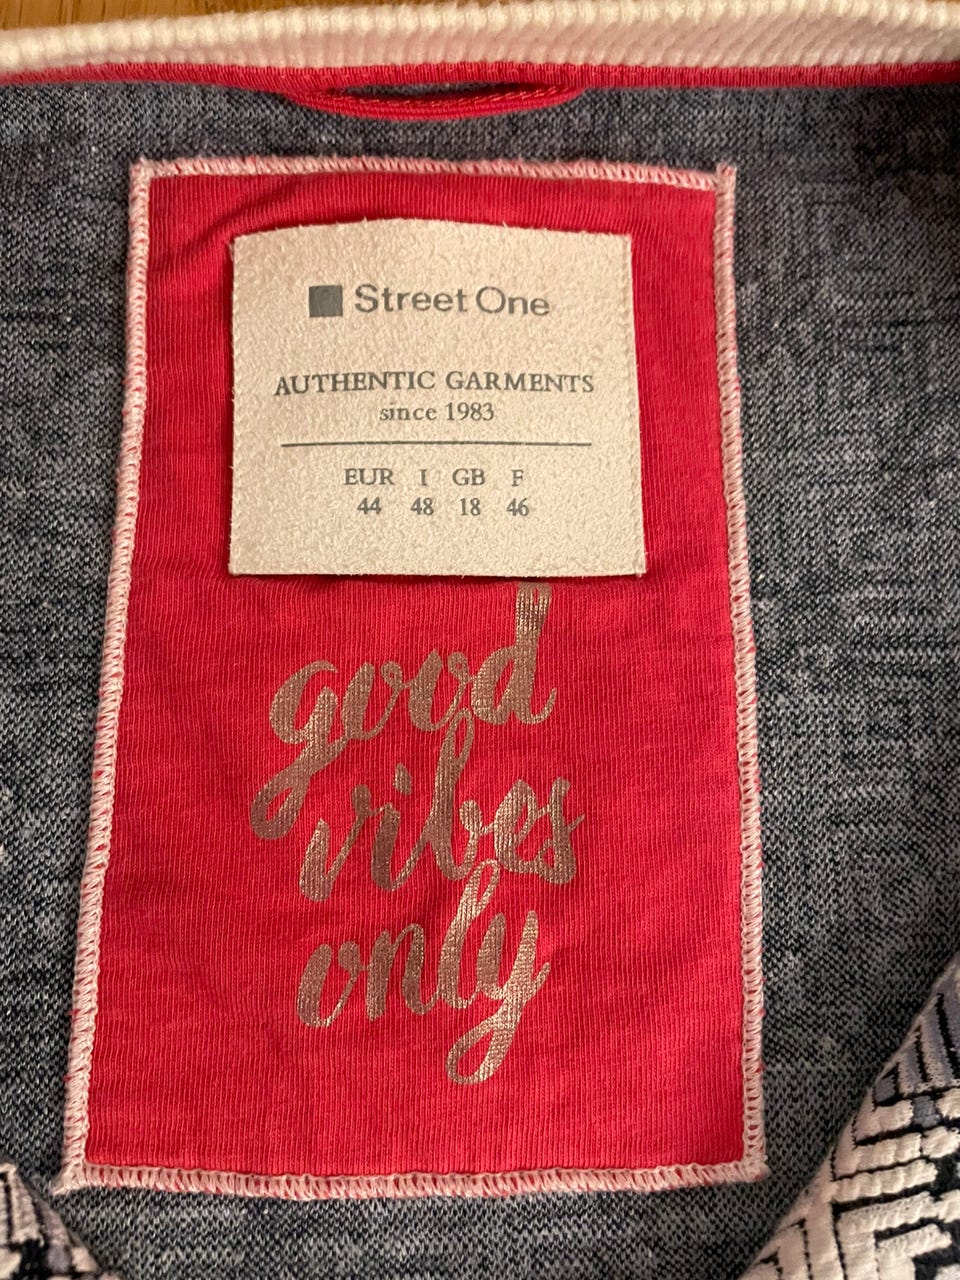 Street One
AUTHENTIC GARMENTS
since 1983
EUR I GB F
44 48 18 46
good
vibes
only